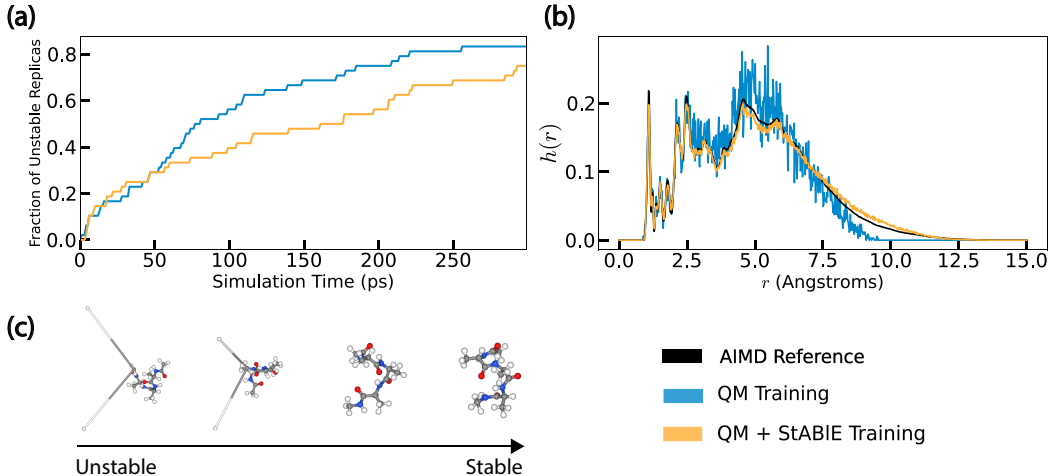 (a)
Fraction of Unstable Replicas
0.8
0.6
0.4
0.2
0.0
0
50
100
150
200
250
Simulation Time (ps)
(b)
h(r)
0.2
0.1
0.0
0.0
2.5
5.0
7.5
10.0
12.5
15.0
r (Angstroms)
(c)
Unstable
Stable
AIMD Reference
QM Training
QM + StABlE Training